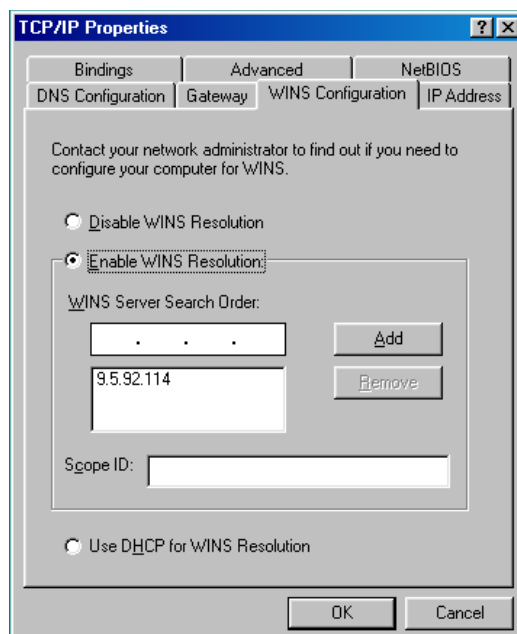 TCP/IP Properties
Bindings Advanced NetBIOS
DNS Configuration Gateway WINS Configuration IP Address
Contact your network administrator to find out if you need to
configure your computer for WINS.
Disable WINS Resolution
Enable WINS Resolution:
WINS Server Search Order:
. . .
Add
9.5.92.114
Remove
Scope ID:
Use DHCP for WINS Resolution
OK Cancel